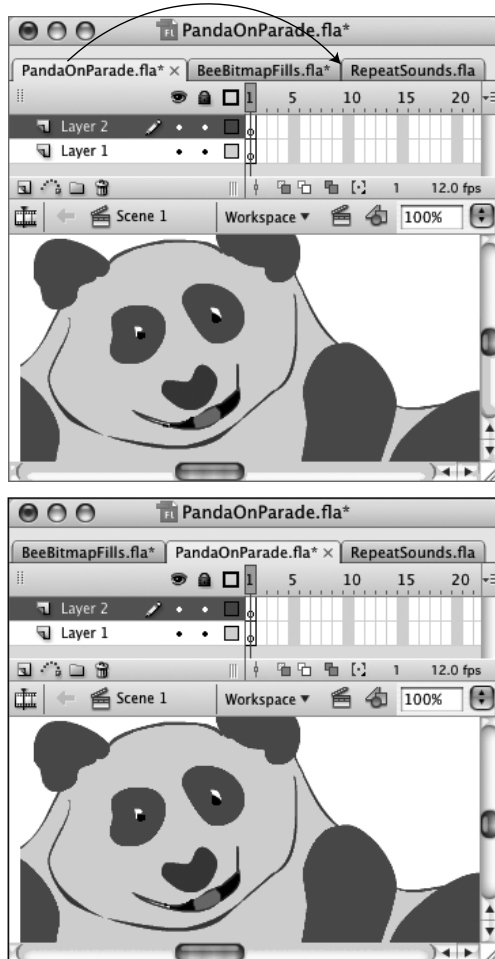 PandaOnParade.fla*
PandaOnParade.fla* × BeeBitmapFills.fla* RepeatSounds.fla
1 5 10 15 20
Layer 2
Layer 1
1 12.0 fps
Scene 1 Workspace ▾ 100%
PandaOnParade.fla*
BeeBitmapFills.fla* PandaOnParade.fla* × RepeatSounds.fla
1 5 10 15 20
Layer 2
Layer 1
1 12.0 fps
Scene 1 Workspace ▾ 100%